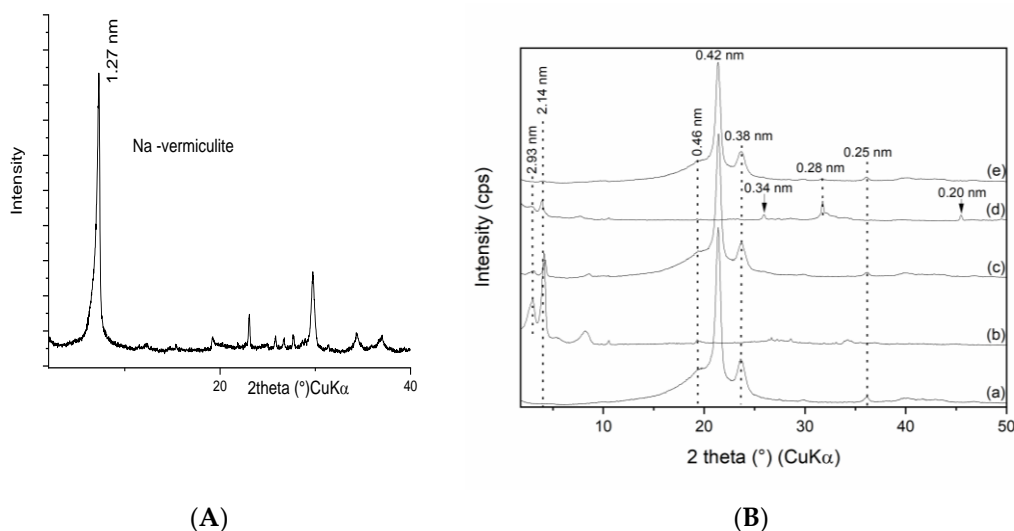 Intensity
1.27 nm
Na -vermiculite
20
40
2theta (°)CuKα
(A)
Intensity (cps)
2.93 nm
2.14 nm
0.46 nm
0.42 nm
0.38 nm
0.34 nm
0.28 nm
0.25 nm
0.20 nm
(e)
(d)
(c)
(b)
(a)
10
20
30
40
50
2 theta (°) (CuKα)
(B)